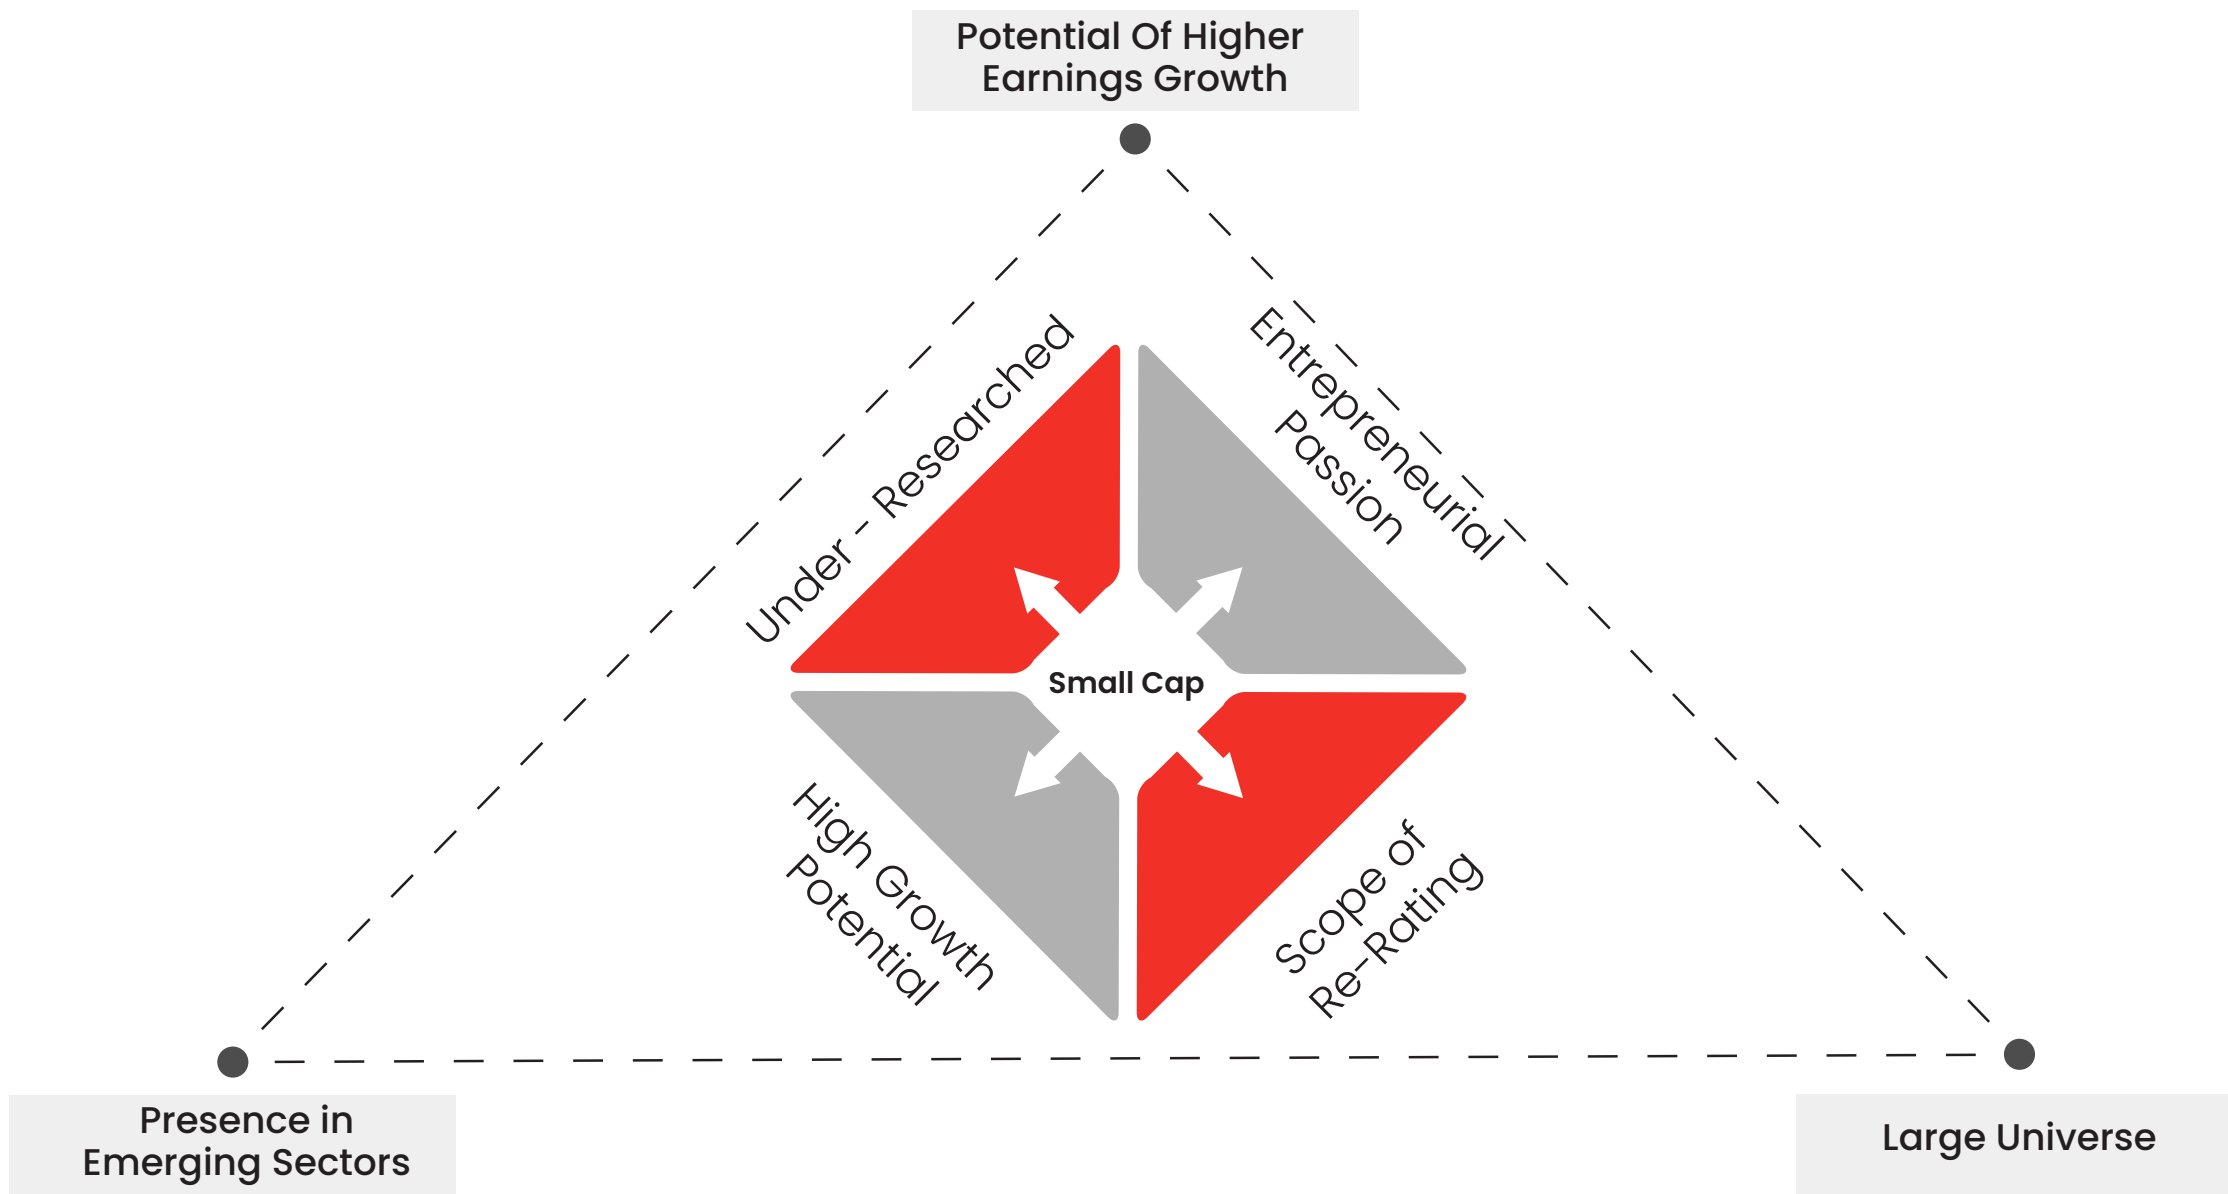 Potential Of Higher
Earnings Growth
Under - Researched
Entrepreneurial
Passion
Small Cap
High Growth
Potential
Scope of
Re-Rating
Presence in
Emerging Sectors
Large Universe